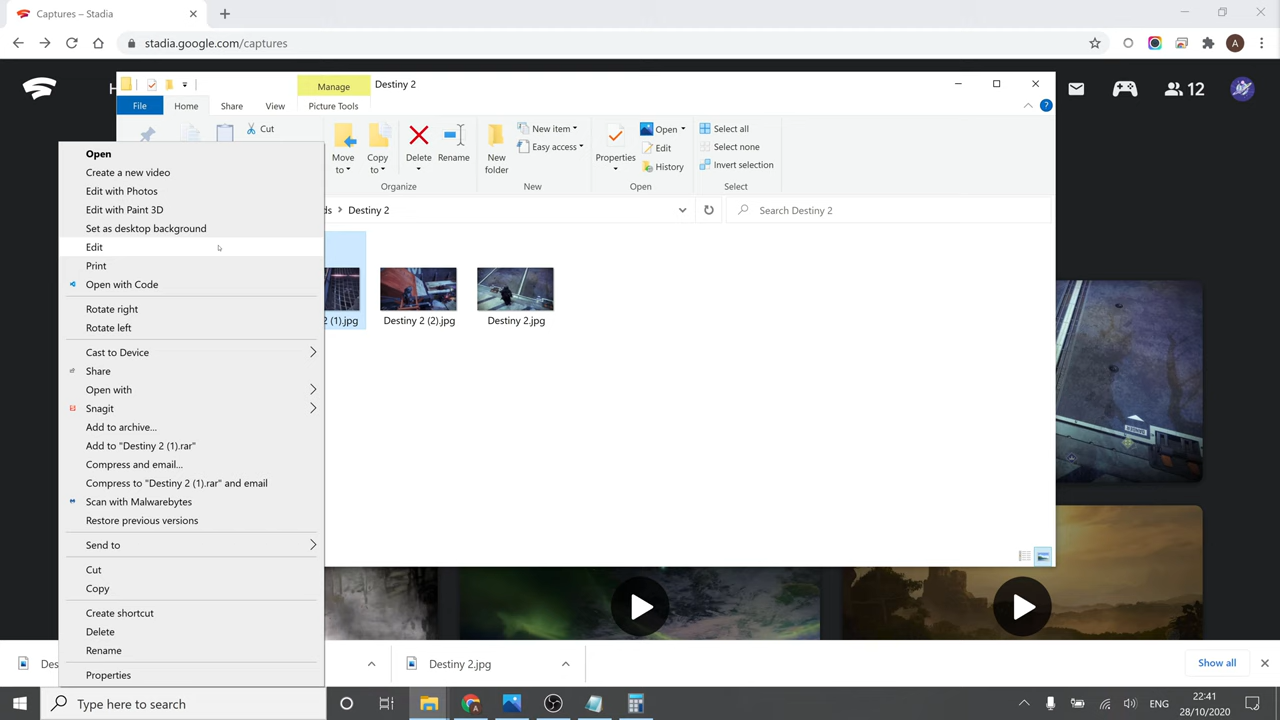 Captures – Stadia
stadia.google.com/captures
A
12
Manage
Destiny 2
File
Home
Share
View
Picture Tools
Cut
Move
to
Copy
to
Delete
Rename
New
folder
New item
Easy access
Properties
Open
Edit
History
Select all
Select none
Invert selection
Organize
New
Open
Select
ds > Destiny 2
Search Destiny 2
2 (1).jpg
Destiny 2 (2).jpg
Destiny 2.jpg
Open
Create a new video
Edit with Photos
Edit with Paint 3D
Set as desktop background
Edit
Print
Open with Code
Rotate right
Rotate left
Cast to Device
Share
Open with
Snagit
Add to archive...
Add to "Destiny 2 (1).rar"
Compress and email...
Compress to "Destiny 2 (1).rar" and email
Scan with Malwarebytes
Restore previous versions
Send to
Cut
Copy
Create shortcut
Delete
Rename
Properties
Des
Destiny 2.jpg
Show all
Type here to search
ENG
22:41
28/10/2020